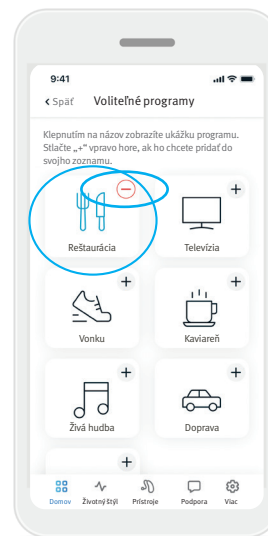 9:41
Späť Voliteľné programy
Klepnutím na názov zobrazíte ukážku programu.
Stlačte „+“ vpravo hore, ak ho chcete pridať do
svojho zoznamu.
Reštaurácia Televízia
Vonku Kaviareň
Živá hudba Doprava
Domov Životný štýl Prístroje Podpora Viac